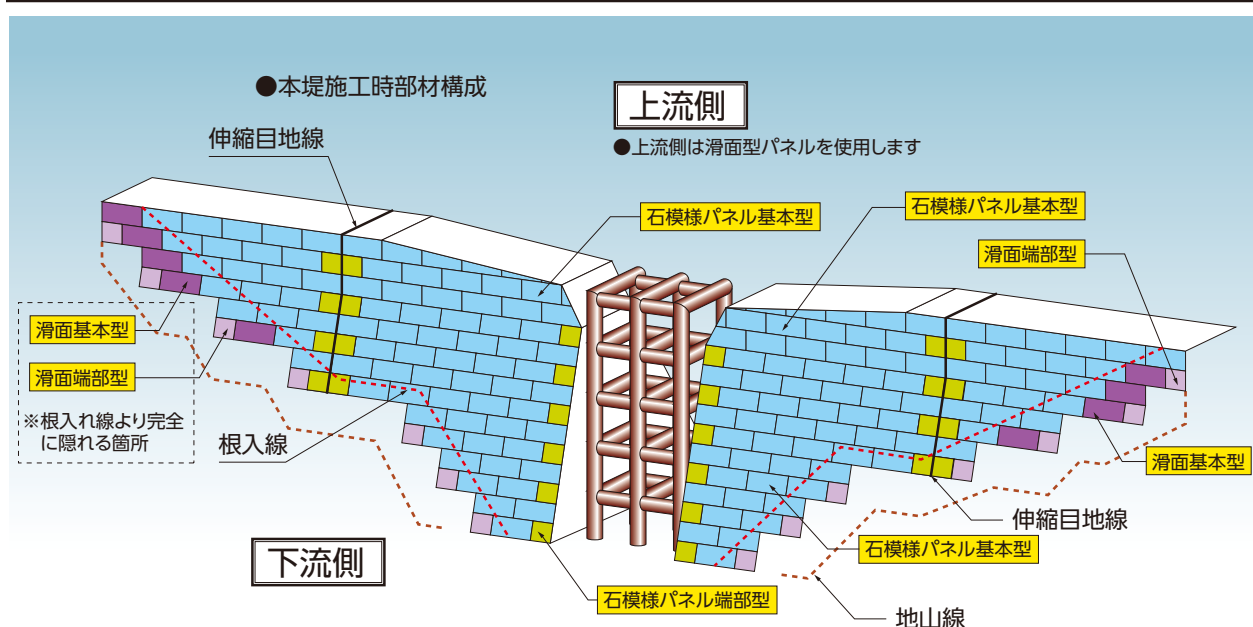 ●本堤施工時部材構成
上流側
●上流側は滑面型パネルを使用します
伸縮目地線
石模様パネル基本型
石模様パネル基本型
滑面端部型
滑面基本型
滑面端部型
※根入れ線より完全
に隠れる箇所
根入線
滑面基本型
伸縮目地線
石模様パネル基本型
下流側
石模様パネル端部型
地山線